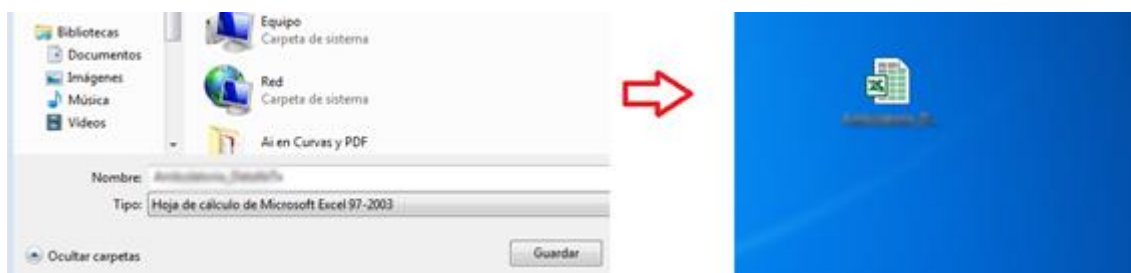 Bibliotecas
Documentos
Imágenes
Música
Vídeos
Equipo
Carpeta de sistema
Red
Carpeta de sistema
Ai en Curvas y PDF
Nombre:
Tipo: Hoja de cálculo de Microsoft Excel 97-2003
Ocultar carpetas
Guardar